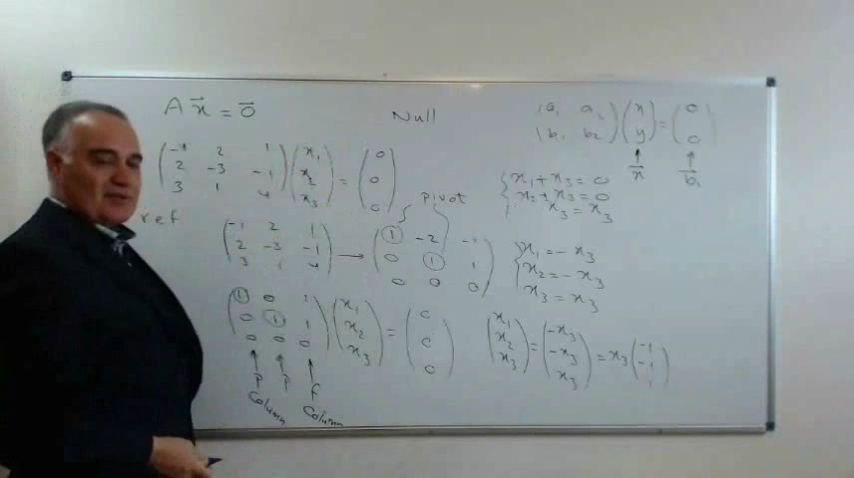 A x⃗ = 0⃗
Null
(a₁ a₂) (x) = (0)
(b₁ b₂) (y) (0)
x⃗ b⃗,
(-1 2 1) (x₁) (0)
(2 -3 -1) (x₂) = (0)
(3 1 4) (x₃) (0)
x₁ + x₃ = 0
x₂ + x₃ = 0
x₃ = x₃
ref
pivot
(-1 2 1) (1 -2 -1)
(2 -3 -1) → (0 1 1)
(3 1 4) (0 0 0)
x₁ = - x₃
x₂ = - x₃
x₃ = x₃
(1 0 1) (x₁) (0)
(0 1 1) (x₂) = (0)
(0 0 0) (x₃) (0)
(x₁) (-x₃) (-1)
(x₂) = (-x₃) = x₃ (-1)
(x₃) (x₃) (1)
P P f
Column Column